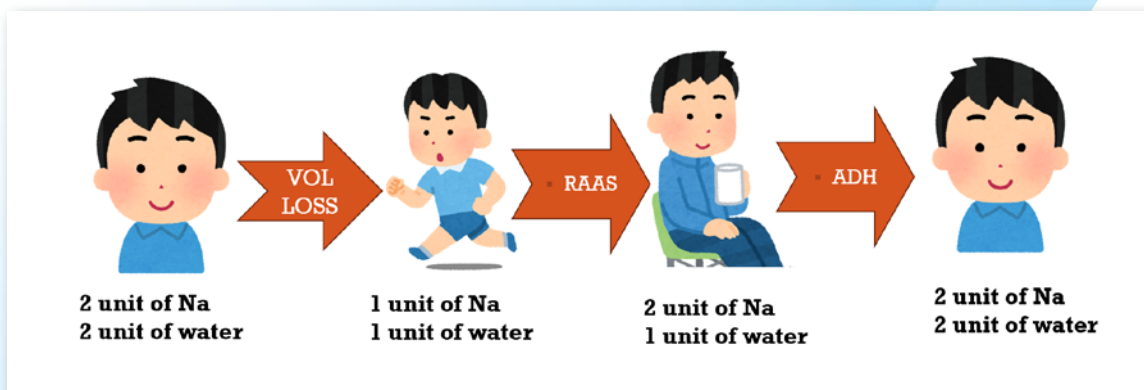 VOL
LOSS
RAAS
ADH
2 unit of Na
2 unit of water
1 unit of Na
1 unit of water
2 unit of Na
1 unit of water
2 unit of Na
2 unit of water